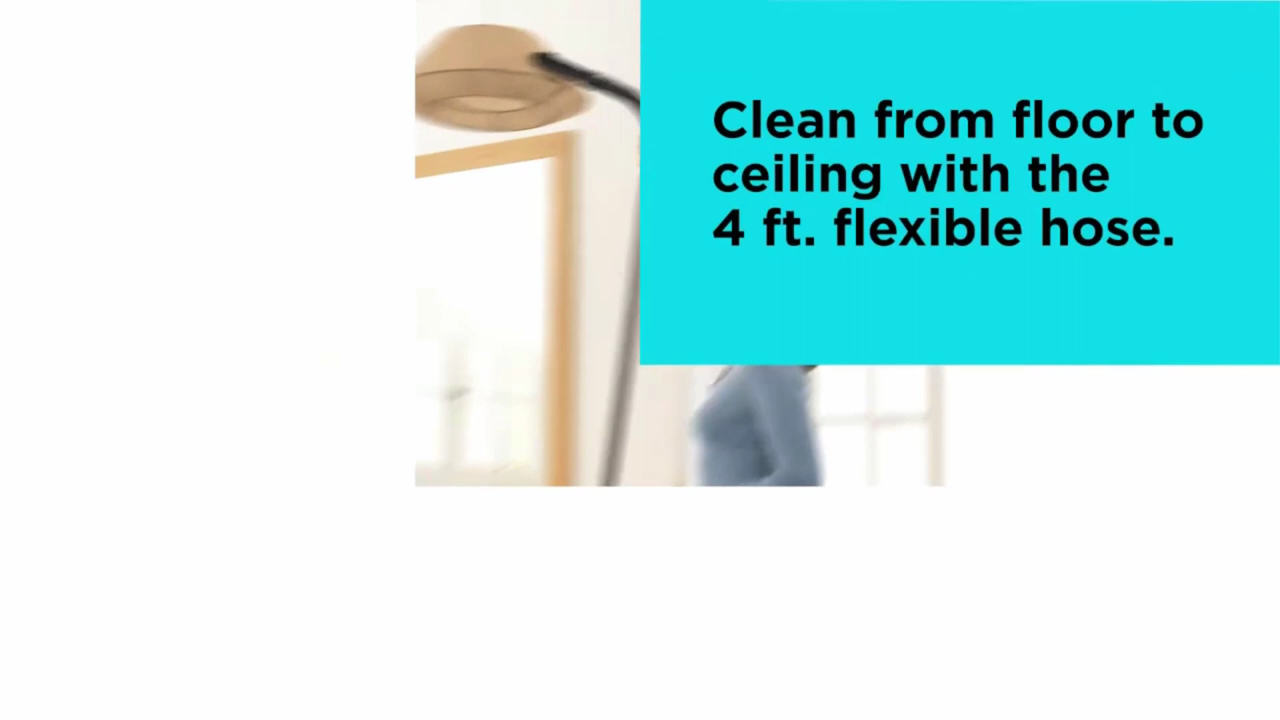 Clean from floor to
ceiling with the
4 ft. flexible hose.